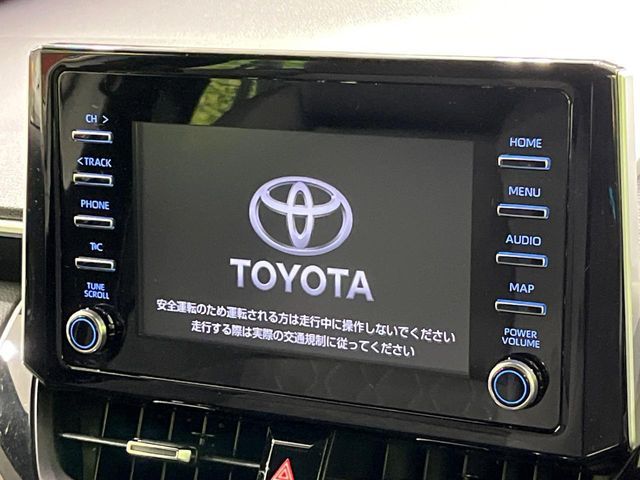 CH >
< TRACK
PHONE
T/C
TUNE
SCROLL
TOYOTA
安全運転のため運転される方は走行中に操作しないでください
走行する際は実際の交通規制に従ってください
HOME
MENU
AUDIO
MAP
POWER
VOLUME